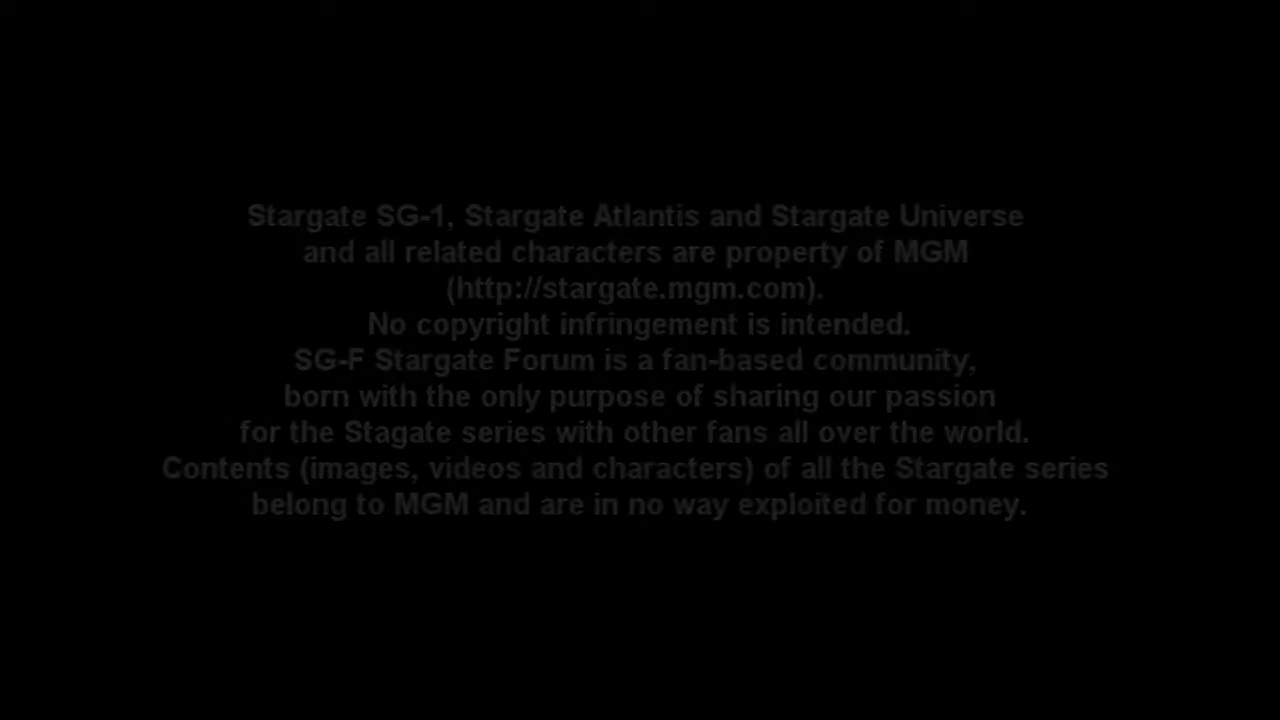 Stargate SG-1, Stargate Atlantis and Stargate Universe
and all related characters are property of MGM
(http://stargate.mgm.com).
No copyright infringement is intended.
SG-F Stargate Forum is a fan-based community,
born with the only purpose of sharing our passion
for the Stagate series with other fans all over the world.
Contents (images, videos and characters) of all the Stargate series
belong to MGM and are in no way exploited for money.